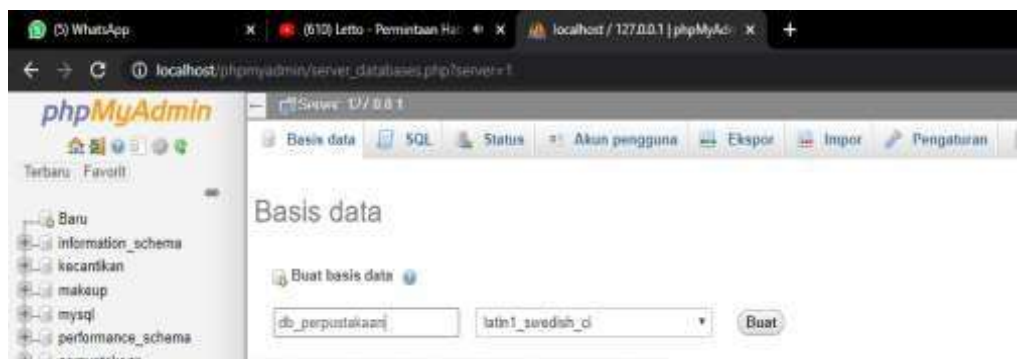 (5) WhatsApp
(610) Letto - Permintaan Ha
localhost / 127.0.0.1 | phpMyAd
localhost/phpmyadmin/server_databases.php?server=1
phpMyAdmin
Server: 127.0.0.1
Basis data SQL Status Akun pengguna Ekspor Impor Pengaturan
Terbaru Favorit
Basis data
Baru
information_schema
kecantikan
makeup
mysql
performance_schema
Buat basis data
db_perpustakaan
latin1_swedish_ci
Buat